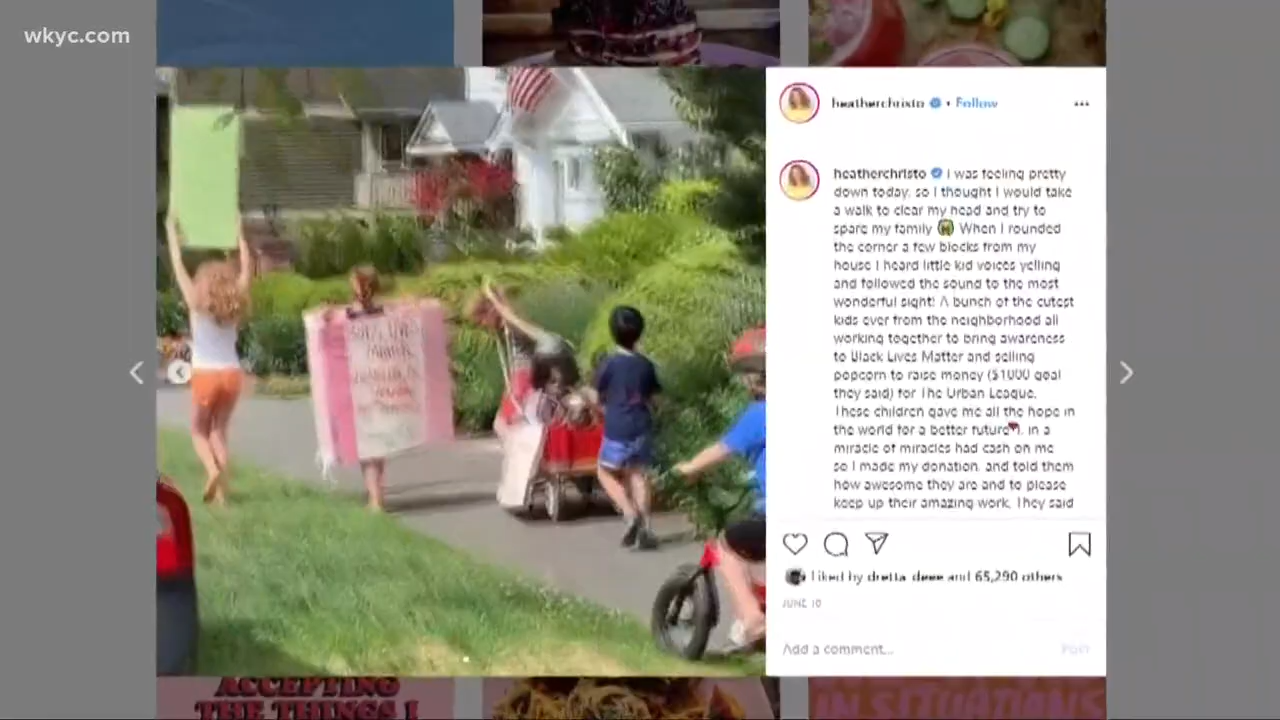 wkyc.com
heatherchristo • Follow
heatherchristo I was feeling pretty
down today, so I thought I would take
a walk to clear my head and try to
spare my family When I rounded
the corner a few blocks from my
house I heard little kid voices yelling
and followed the sound to the most
wonderful sight! A bunch of the cutest
kids ever from the neighborhood all
working together to bring awareness
to Black Lives Matter and selling
popcorn to raise money ($1000 goal
they said) for The Urban League.
These children gave me all the hope in
the world for a better future. in a
miracle of miracles had cash on me
so I made my donation, and told them
how awesome they are and to please
keep up their amazing work. They said
Liked by dretta_deee and 65,290 others
JUNE 10
Add a comment...
POST
ACCEPTING
THE THINGS I
IN SITUATIONS